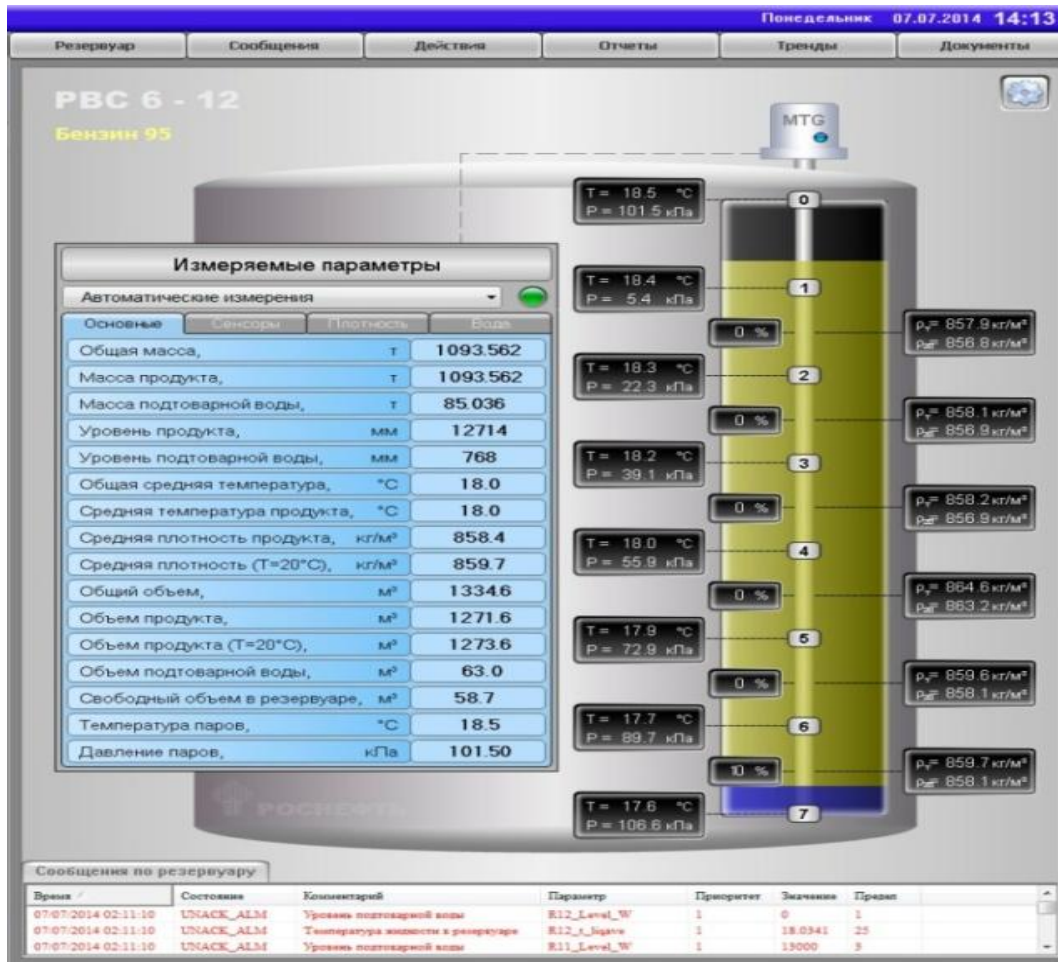 Понедельник 07.07.2014 14:13
Резервуар Сообщения Действия Отчеты Тренды Документы
РВС 6 - 12
Бензин 95
MTG
Измеряемые параметры
Автоматические измерения
Основные Сенсоры Плотность Вода
Общая масса, т 1093.562
Масса продукта, т 1093.562
Масса подтоварной воды, т 85.036
Уровень продукта, мм 12714
Уровень подтоварной воды, мм 768
Общая средняя температура, °C 18.0
Средняя температура продукта, °C 18.0
Средняя плотность продукта, кг/м³ 858.4
Средняя плотность (T=20°C), кг/м³ 859.7
Общий объем, м³ 1334.6
Объем продукта, м³ 1271.6
Объем продукта (T=20°C), м³ 1273.6
Объем подтоварной воды, м³ 63.0
Свободный объем в резервуаре, м³ 58.7
Температура паров, °C 18.5
Давление паров, кПа 101.50
T = 18.5 °C
P = 101.5 кПа
0
T = 18.4 °C
P = 5.4 кПа
1
0 %
ρт= 857.9 кг/м³
ρ= 856.8 кг/м³
T = 18.3 °C
P = 22.3 кПа
2
0 %
ρт= 858.1 кг/м³
ρ= 856.9 кг/м³
T = 18.2 °C
P = 39.1 кПа
3
0 %
ρт= 858.2 кг/м³
ρ= 856.9 кг/м³
T = 18.0 °C
P = 55.9 кПа
4
0 %
ρт= 864.6 кг/м³
ρ= 863.2 кг/м³
T = 17.9 °C
P = 72.9 кПа
5
0 %
ρт= 859.6 кг/м³
ρ= 858.1 кг/м³
T = 17.7 °C
P = 89.7 кПа
6
10 %
ρт= 859.7 кг/м³
ρ= 858.1 кг/м³
T = 17.6 °C
P = 106.6 кПа
7
РОСНЕФТЬ
Сообщения по резервуару
Время Состояние Комментарий Параметр Приоритет Значение Предел
07/07/2014 02:11:10 UNACK_ALM Уровень подтоварной воды R12_Level_W 1 0 1
07/07/2014 02:11:10 UNACK_ALM Температура жидкости в резервуаре R12_t_liqave 1 18.0341 25
07/07/2014 02:11:10 UNACK_ALM Уровень подтоварной воды R11_Level_W 1 13000 3